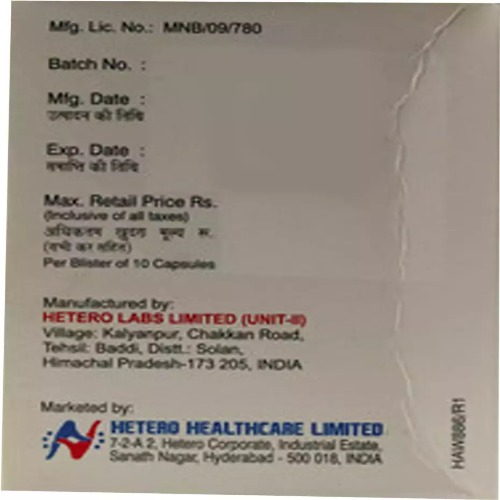 Mfg. Lic. No.: MNB/09/780
Batch No. :
Mfg. Date :
उत्पादन की तिथि
Exp. Date :
समाप्ति की तिथि
Max. Retail Price Rs.
(Inclusive of all taxes)
अधिकतम खुदरा मूल्य रू.
(सभी कर सहित)
Per Blister of 10 Capsules
Manufactured by:
HETERO LABS LIMITED (UNIT-II)
Village: Kalyanpur, Chakkan Road,
Tehsil: Baddi, Distt.: Solan,
Himachal Pradesh-173 205, INDIA
Marketed by:
HETERO HEALTHCARE LIMITED
7-2-A 2, Hetero Corporate, Industrial Estate,
Sanath Nagar, Hyderabad - 500 018, INDIA
HAW886/R1